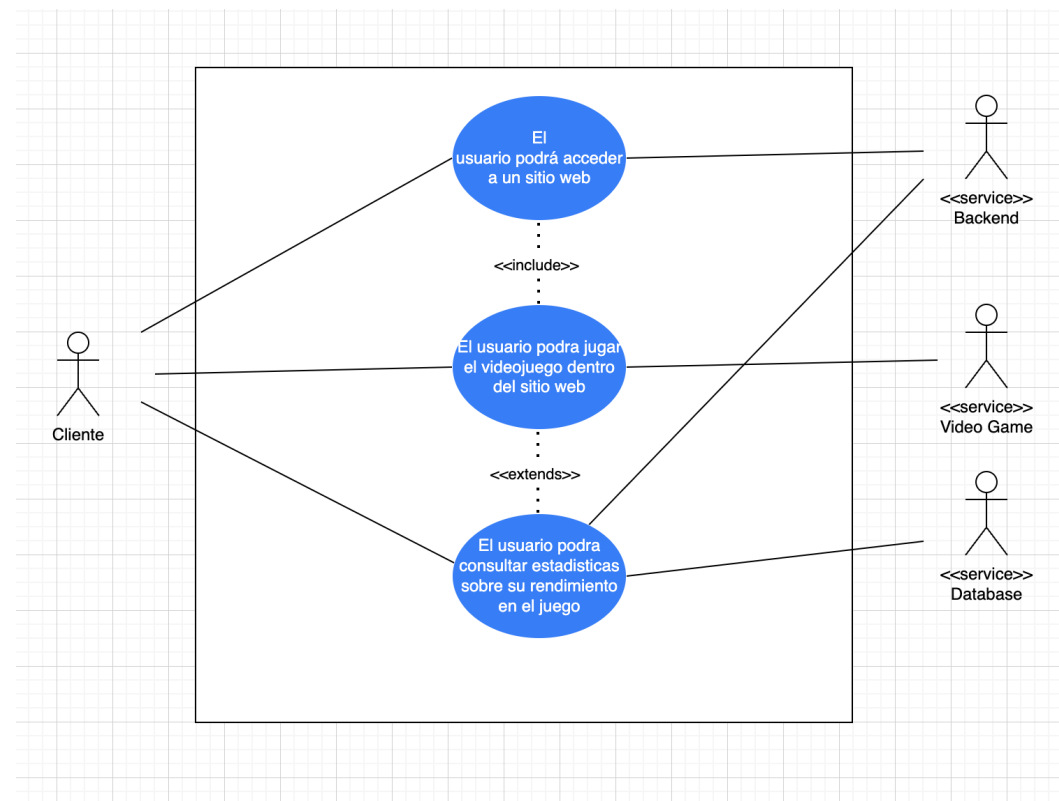 El
usuario podrá acceder
a un sitio web
<<service>>
Backend
<<include>>
El usuario podra jugar
el videojuego dentro
del sitio web
Cliente
<<service>>
Video Game
<<extends>>
El usuario podra
consultar estadisticas
sobre su rendimiento
en el juego
<<service>>
Database